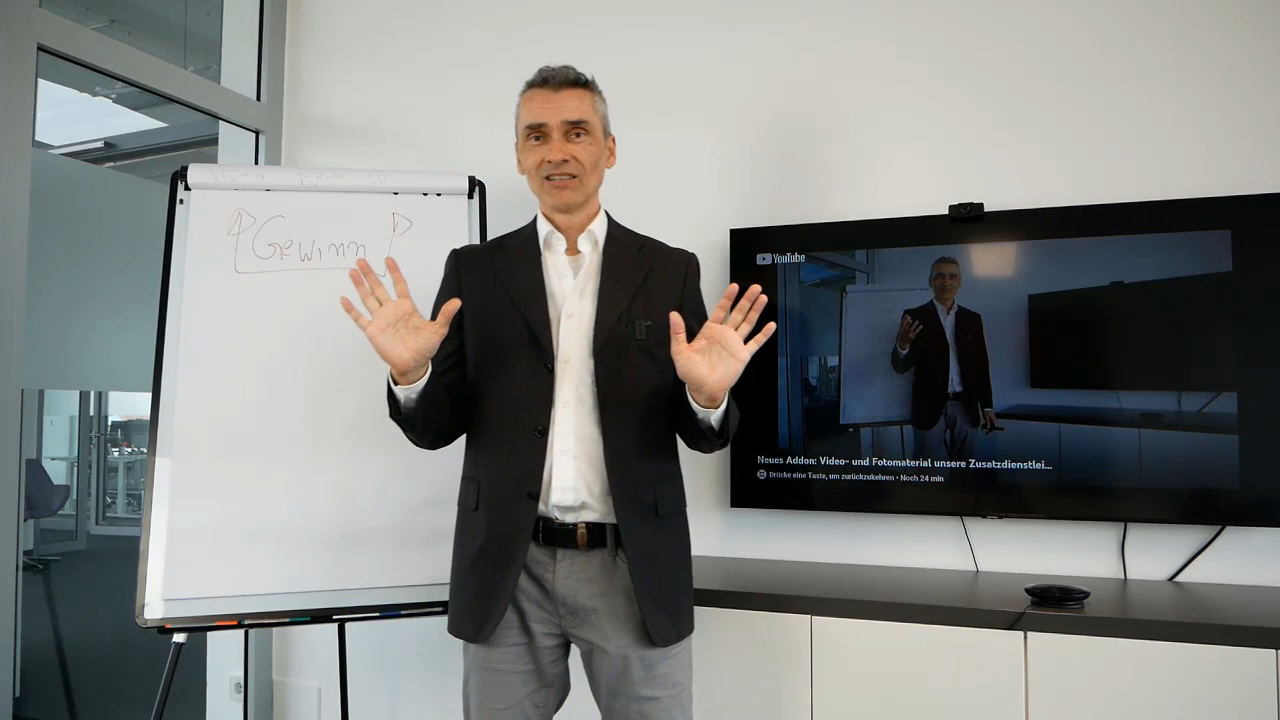 Gewinn
YouTube
Neues Addon: Video- und Fotomaterial unsere Zusatzdienstlei...
Drücke eine Taste, um zurückzukehren • Noch 24 min